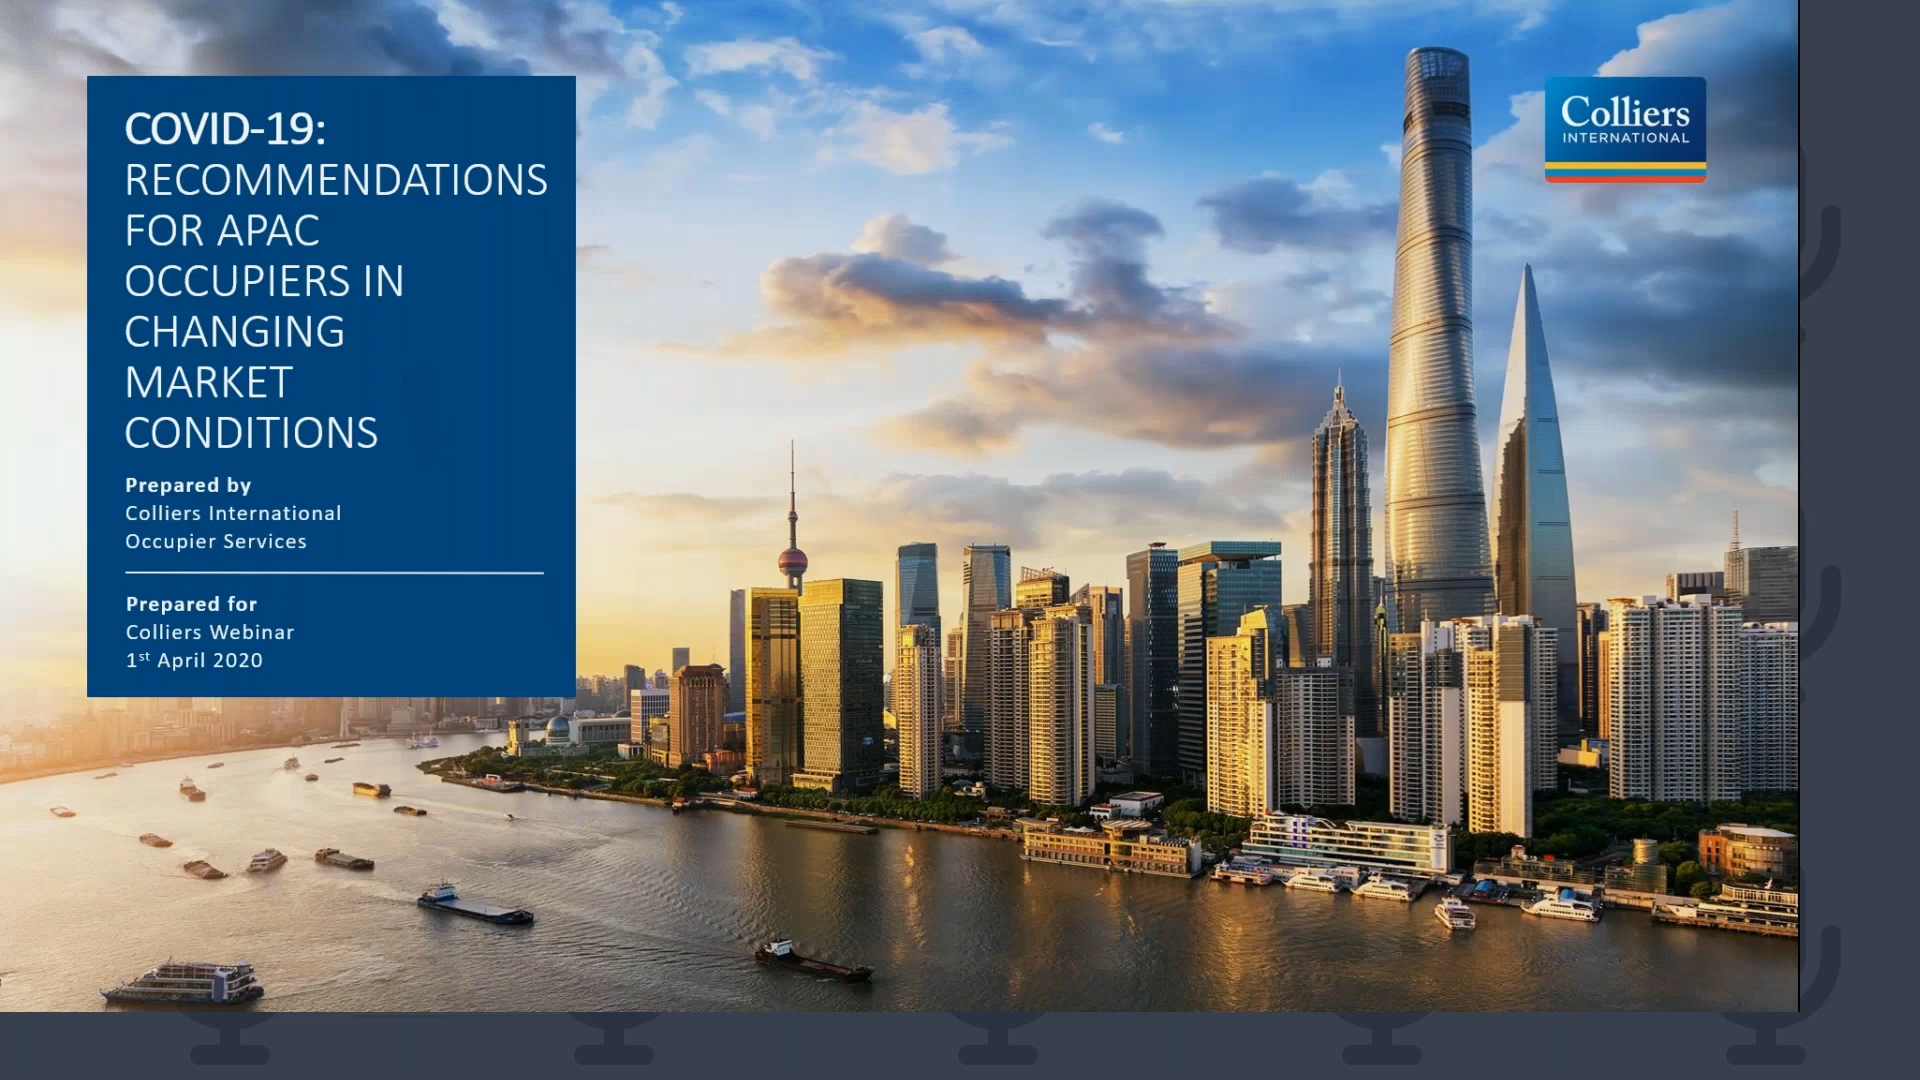 COVID-19:
RECOMMENDATIONS
FOR APAC
OCCUPIERS IN
CHANGING
MARKET
CONDITIONS
Prepared by
Colliers International
Occupier Services
Prepared for
Colliers Webinar
1st April 2020
Colliers
INTERNATIONAL